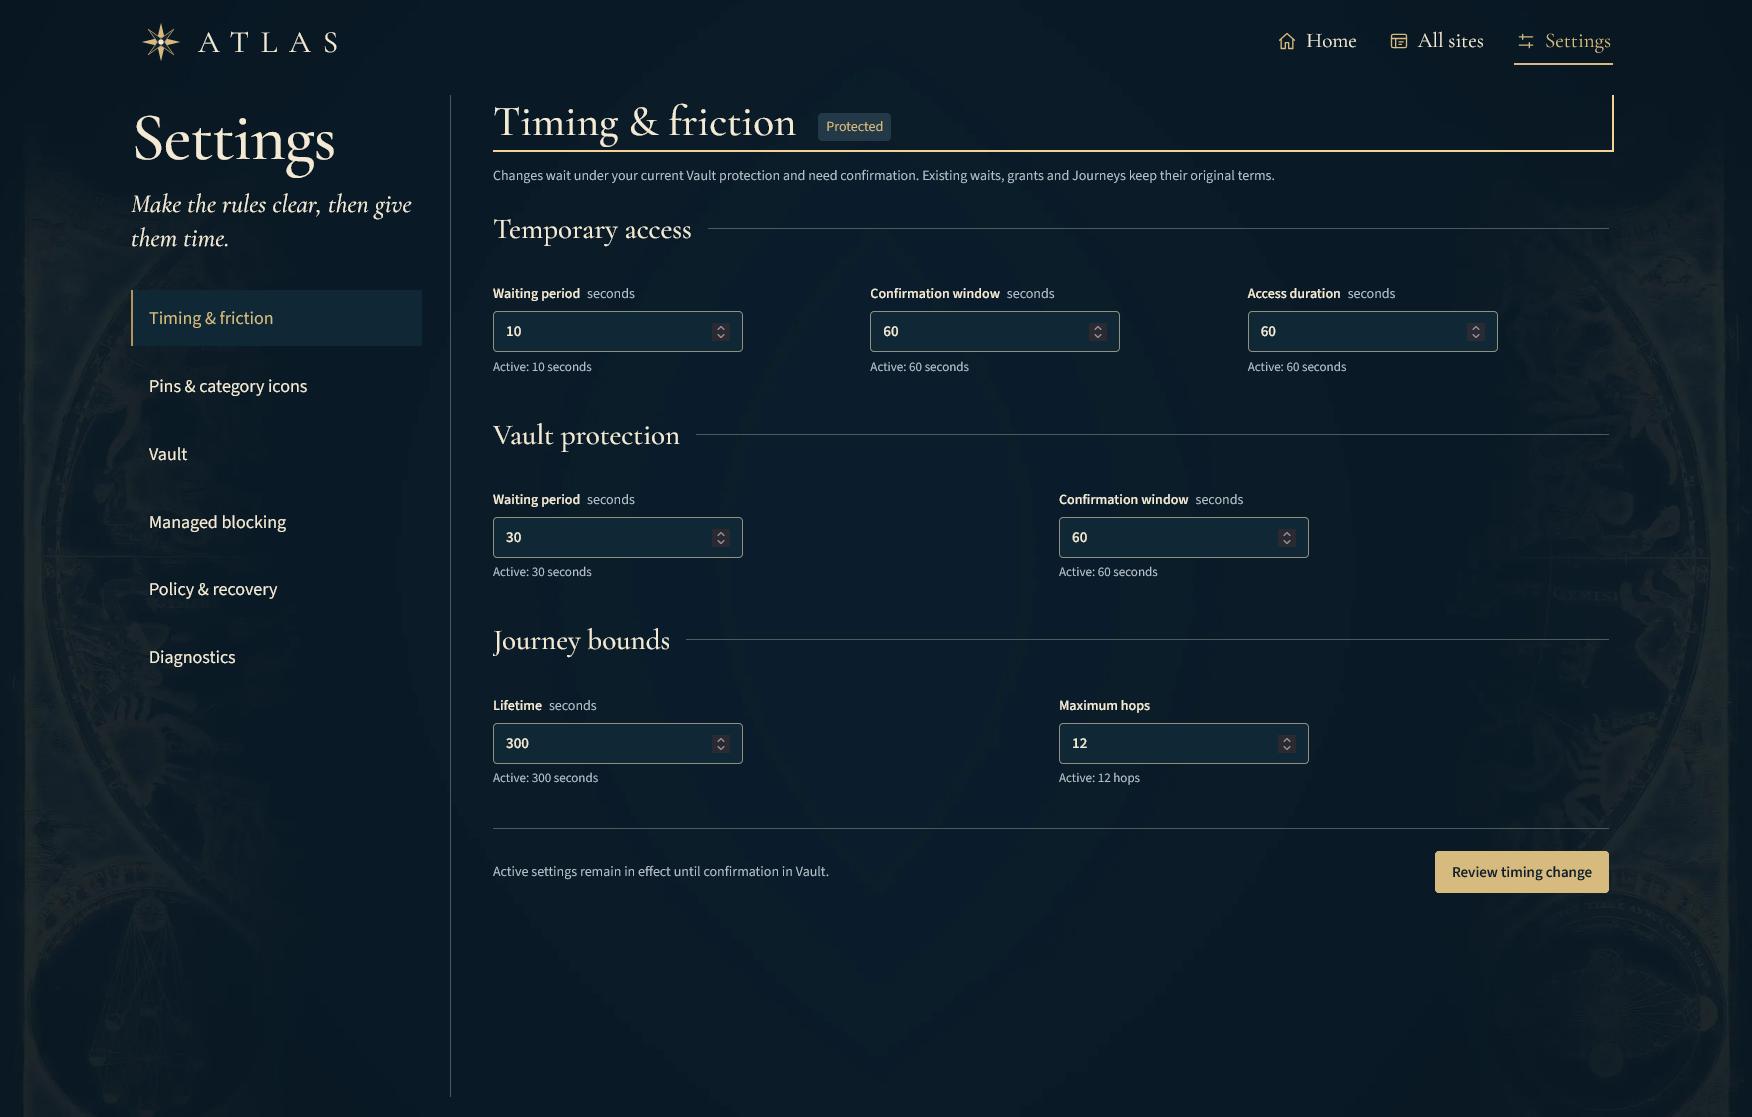 ATLAS
Home
All sites
Settings
Settings
Make the rules clear, then give
them time.
Timing & friction
Pins & category icons
Vault
Managed blocking
Policy & recovery
Diagnostics
Timing & friction Protected
Changes wait under your current Vault protection and need confirmation. Existing waits, grants and Journeys keep their original terms.
Temporary access
Waiting period seconds
10
Active: 10 seconds
Confirmation window seconds
60
Active: 60 seconds
Access duration seconds
60
Active: 60 seconds
Vault protection
Waiting period seconds
30
Active: 30 seconds
Confirmation window seconds
60
Active: 60 seconds
Journey bounds
Lifetime seconds
300
Active: 300 seconds
Maximum hops
12
Active: 12 hops
Active settings remain in effect until confirmation in Vault.
Review timing change